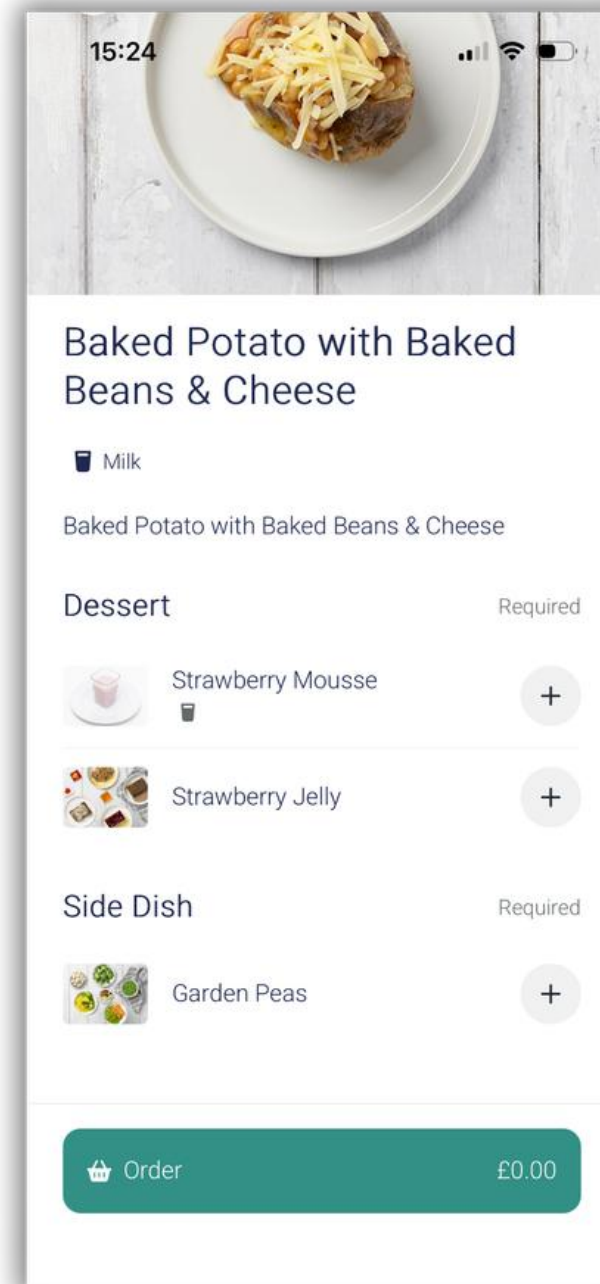 15:24
Baked Potato with Baked
Beans & Cheese
Milk
Baked Potato with Baked Beans & Cheese
Dessert
Required
Strawberry Mousse
Strawberry Jelly
Side Dish
Required
Garden Peas
Order
£0.00